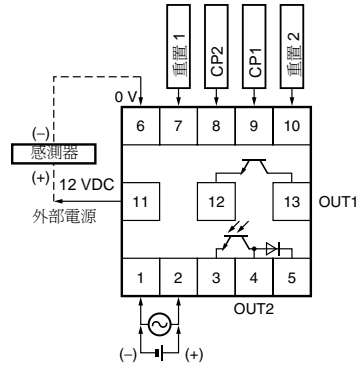 重置 1
CP2
CP1
重置 2
0 V
(–)
感測器
(+)
12 VDC
外部電源
6 7 8 9 10
11 12 13
OUT1
1 2 3 4 5
OUT2
(–) (+)